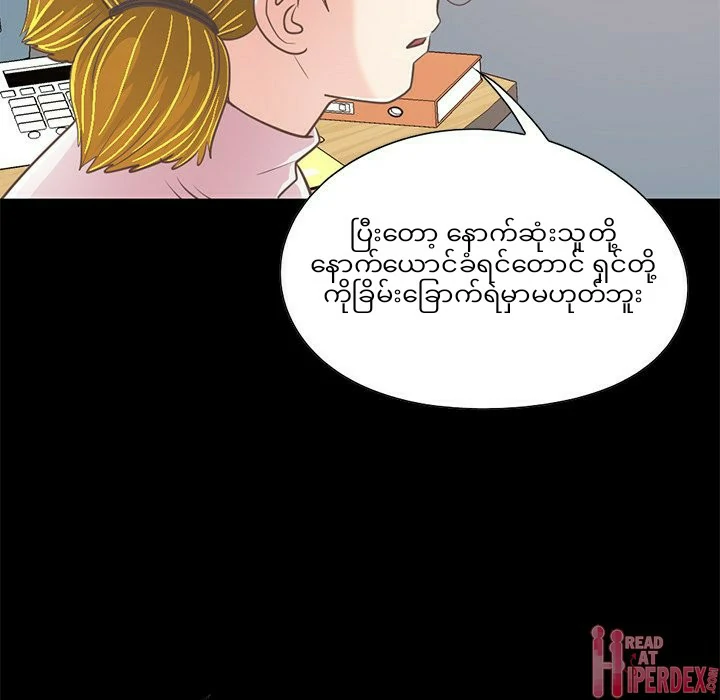 ပြီးတော့ နောက်ဆုံးသူတို့
နောက်ယောင်ခံရင်တောင် ရှင်တို့
ကိုခြိမ်းခြောက်ရဲမှာမဟုတ်ဘူး
READ
AT
HIPERDEX.COM